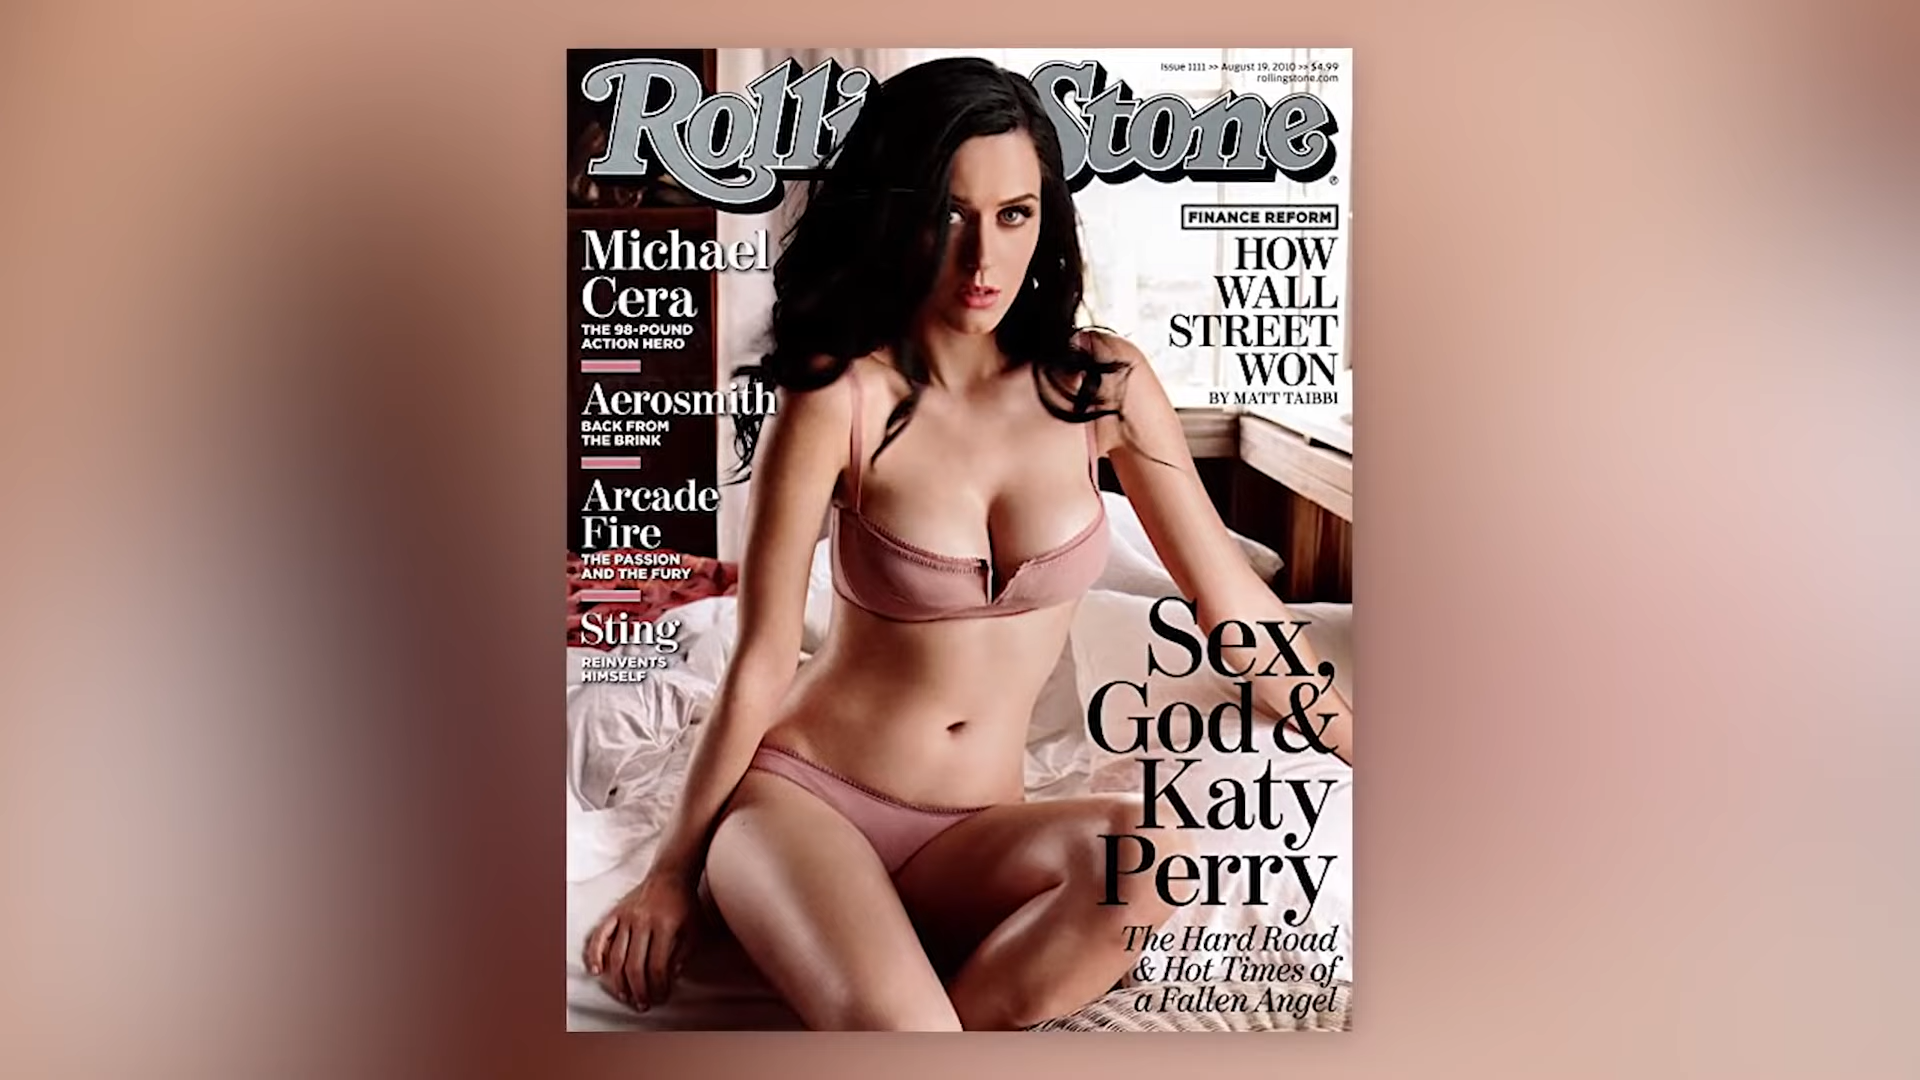 Rolling Stone
Issue 1111 >> August 19, 2010 >> $4.99
rollingstone.com
Michael
Cera
THE 98-POUND
ACTION HERO
Aerosmith
BACK FROM
THE BRINK
Arcade
Fire
THE PASSION
AND THE FURY
Sting
REINVENTS
HIMSELF
FINANCE REFORM
HOW
WALL
STREET
WON
BY MATT TAIBBI
Sex,
God &
Katy
Perry
The Hard Road
& Hot Times of
a Fallen Angel